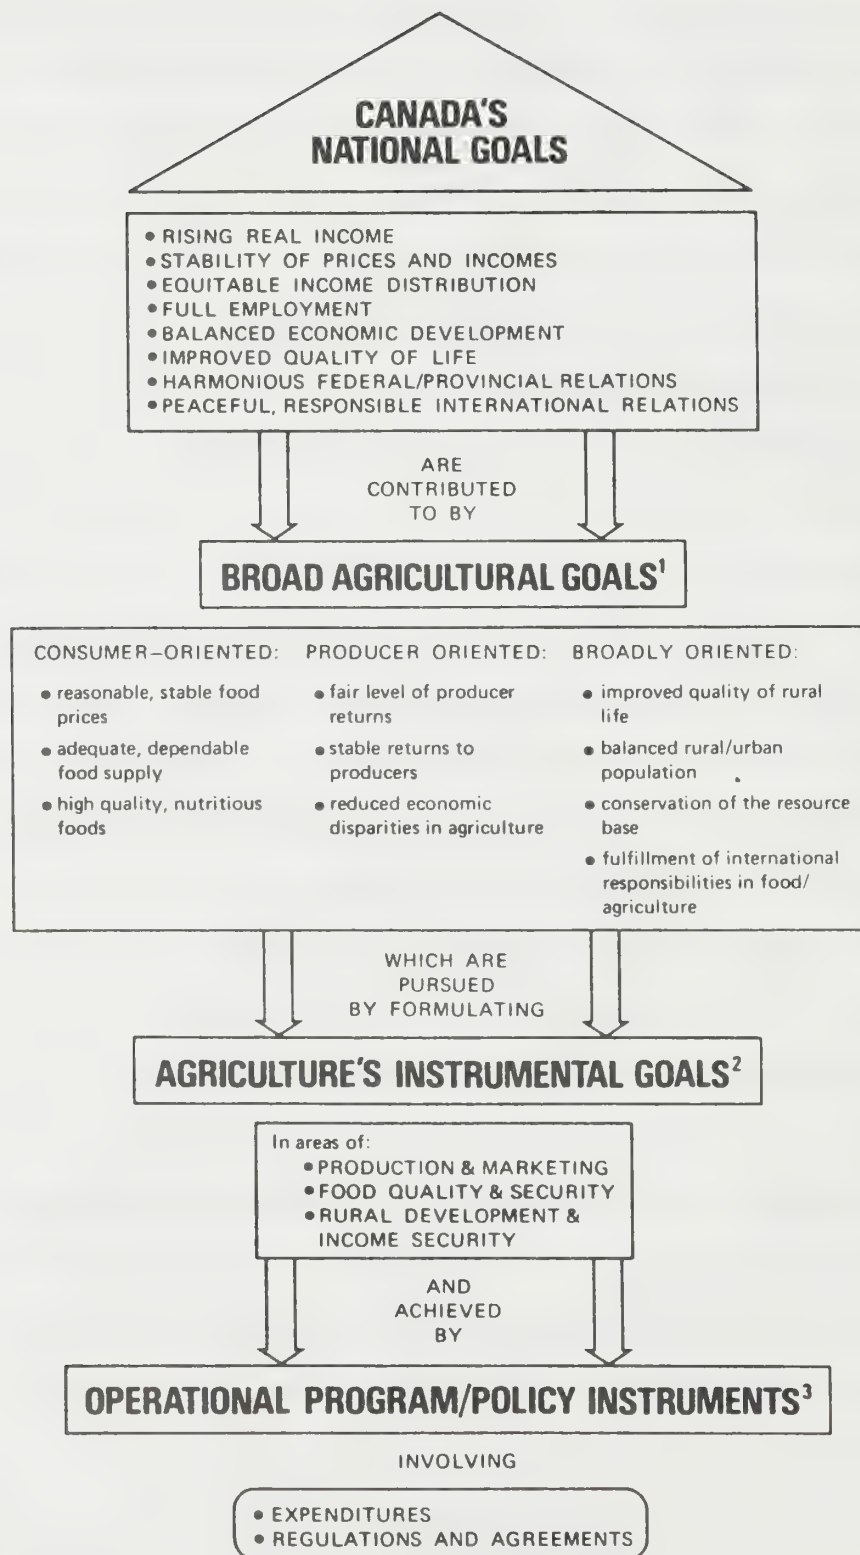 CANADA'S
NATIONAL GOALS
• RISING REAL INCOME
• STABILITY OF PRICES AND INCOMES
• EQUITABLE INCOME DISTRIBUTION
• FULL EMPLOYMENT
• BALANCED ECONOMIC DEVELOPMENT
• IMPROVED QUALITY OF LIFE
• HARMONIOUS FEDERAL/PROVINCIAL RELATIONS
• PEACEFUL, RESPONSIBLE INTERNATIONAL RELATIONS
ARE
CONTRIBUTED
TO BY
BROAD AGRICULTURAL GOALS¹
CONSUMER–ORIENTED:
• reasonable, stable food
prices
• adequate, dependable
food supply
• high quality, nutritious
foods
PRODUCER ORIENTED:
• fair level of producer
returns
• stable returns to
producers
• reduced economic
disparities in agriculture
BROADLY ORIENTED:
• improved quality of rural
life
• balanced rural/urban
population
• conservation of the resource
base
• fulfillment of international
responsibilities in food/
agriculture
WHICH ARE
PURSUED
BY FORMULATING
AGRICULTURE'S INSTRUMENTAL GOALS²
In areas of:
• PRODUCTION & MARKETING
• FOOD QUALITY & SECURITY
• RURAL DEVELOPMENT &
INCOME SECURITY
AND
ACHIEVED
BY
OPERATIONAL PROGRAM/POLICY INSTRUMENTS³
INVOLVING
• EXPENDITURES
• REGULATIONS AND AGREEMENTS